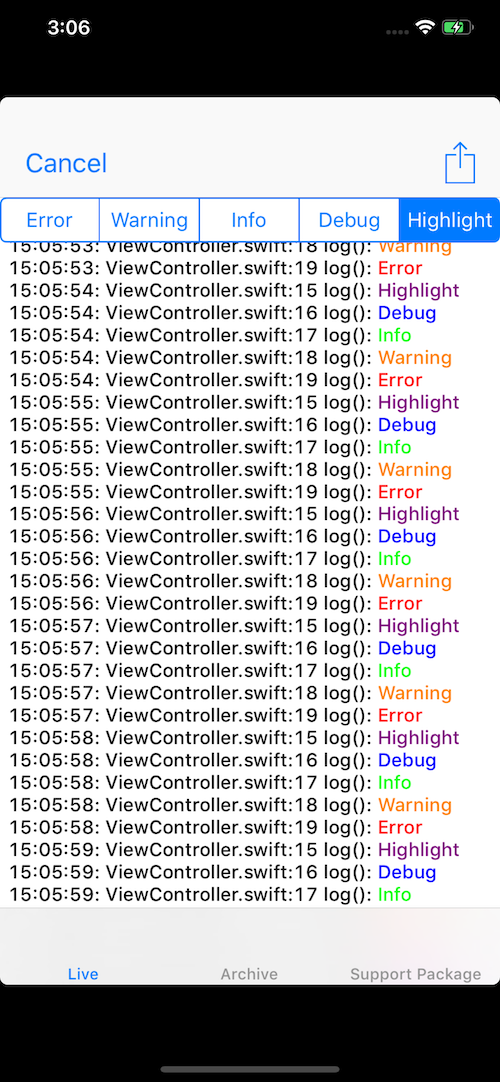 3:06
Cancel
Error Warning Info Debug Highlight
15:05:53: ViewController.swift:18 log(): Warning
15:05:53: ViewController.swift:19 log(): Error
15:05:54: ViewController.swift:15 log(): Highlight
15:05:54: ViewController.swift:16 log(): Debug
15:05:54: ViewController.swift:17 log(): Info
15:05:54: ViewController.swift:18 log(): Warning
15:05:54: ViewController.swift:19 log(): Error
15:05:55: ViewController.swift:15 log(): Highlight
15:05:55: ViewController.swift:16 log(): Debug
15:05:55: ViewController.swift:17 log(): Info
15:05:55: ViewController.swift:18 log(): Warning
15:05:55: ViewController.swift:19 log(): Error
15:05:56: ViewController.swift:15 log(): Highlight
15:05:56: ViewController.swift:16 log(): Debug
15:05:56: ViewController.swift:17 log(): Info
15:05:56: ViewController.swift:18 log(): Warning
15:05:56: ViewController.swift:19 log(): Error
15:05:57: ViewController.swift:15 log(): Highlight
15:05:57: ViewController.swift:16 log(): Debug
15:05:57: ViewController.swift:17 log(): Info
15:05:57: ViewController.swift:18 log(): Warning
15:05:57: ViewController.swift:19 log(): Error
15:05:58: ViewController.swift:15 log(): Highlight
15:05:58: ViewController.swift:16 log(): Debug
15:05:58: ViewController.swift:17 log(): Info
15:05:58: ViewController.swift:18 log(): Warning
15:05:58: ViewController.swift:19 log(): Error
15:05:59: ViewController.swift:15 log(): Highlight
15:05:59: ViewController.swift:16 log(): Debug
15:05:59: ViewController.swift:17 log(): Info
Live Archive Support Package